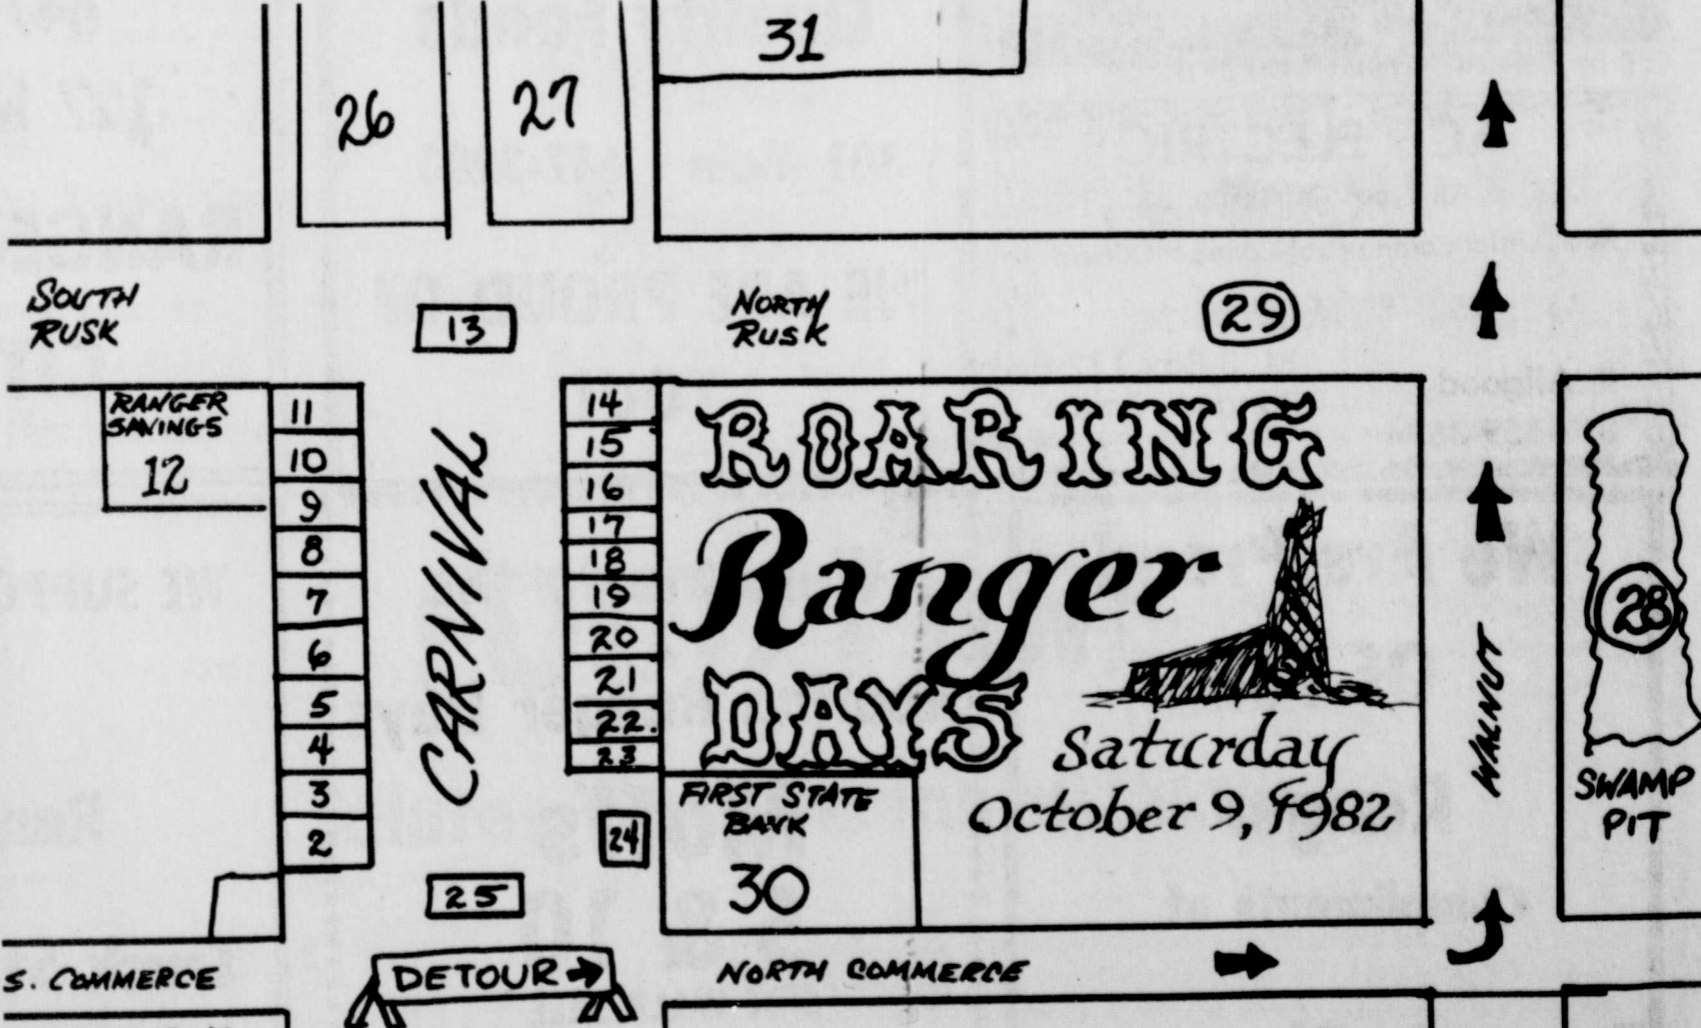 31
26
27
SOUTH
RUSK
13
NORTH
RUSK
29
RANGER
SAVINGS
12
11
10
9
8
7
6
5
4
3
2
CARNIVAL
14
15
16
17
18
19
20
21
22.
23
24
25
ROARING
Ranger
DAYS
Saturday
October 9, 1982
FIRST STATE
BANK
30
WALNUT
28
SWAMP
PIT
S. COMMERCE
DETOUR
NORTH COMMERCE